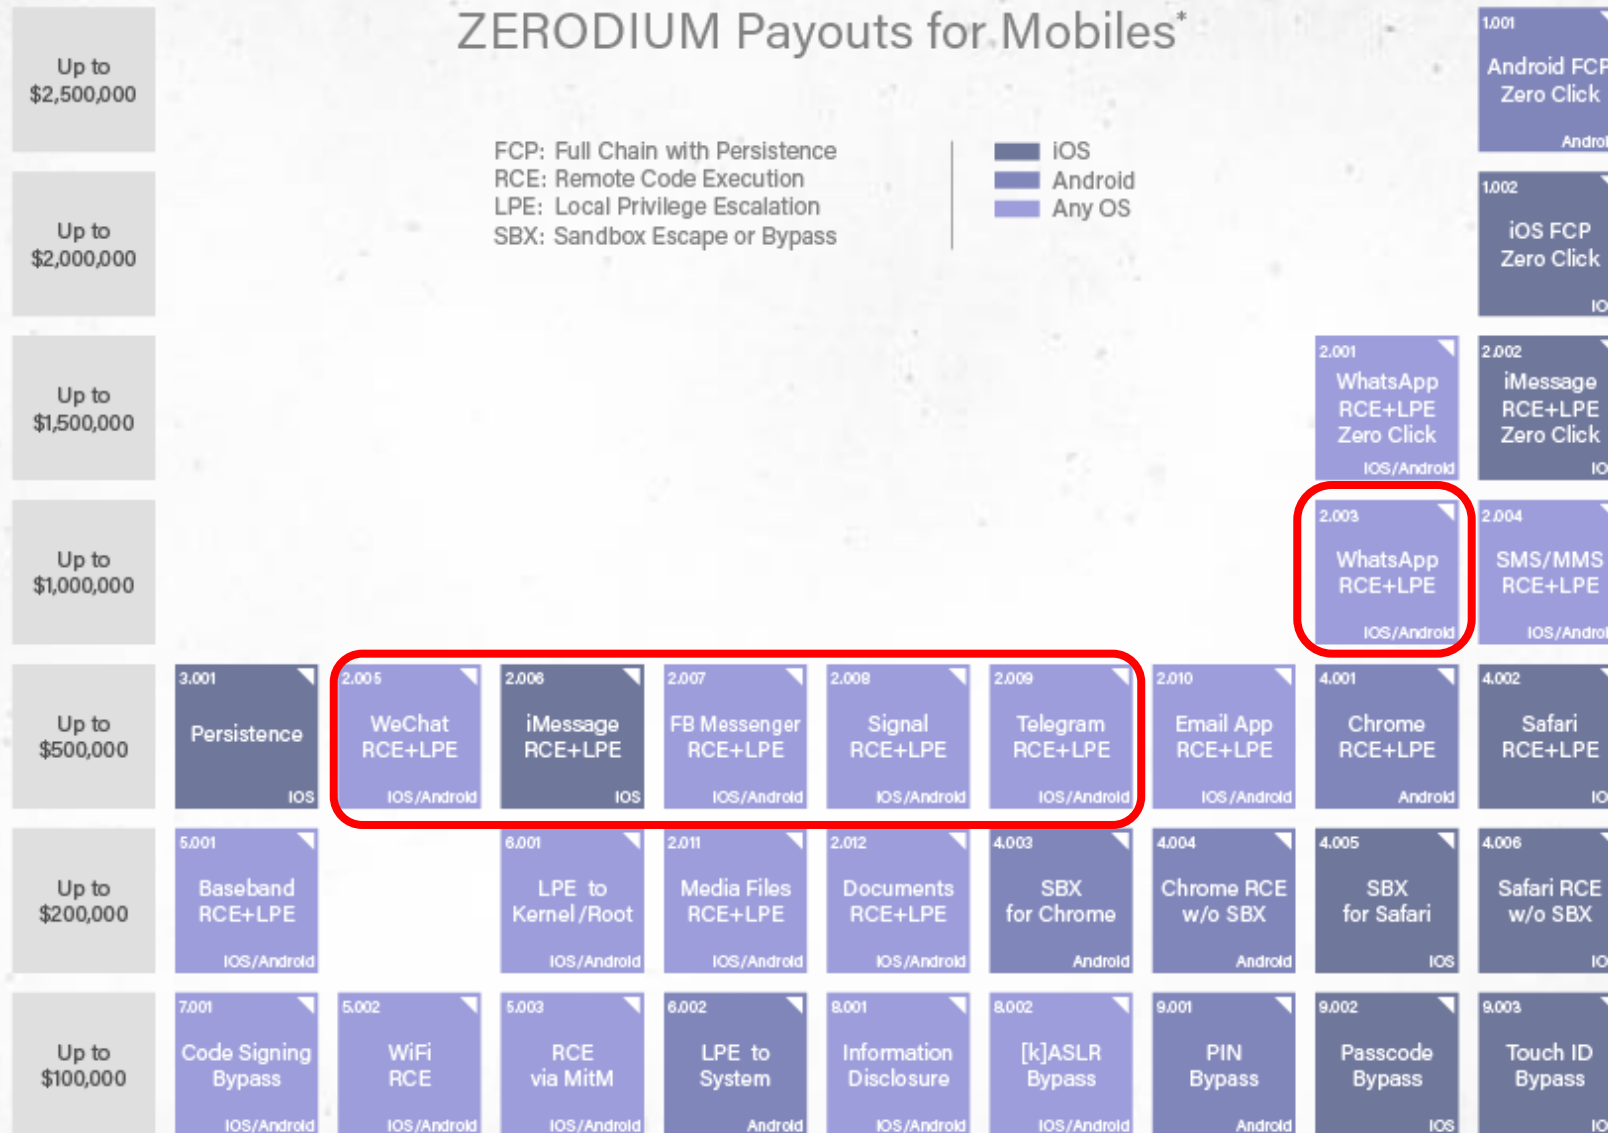 ZERODIUM Payouts for Mobiles*
FCP: Full Chain with Persistence
RCE: Remote Code Execution
LPE: Local Privilege Escalation
SBX: Sandbox Escape or Bypass
iOS
Android
Any OS
Up to
$2,500,000
1.001
Android FCP
Zero Click
Androi
Up to
$2,000,000
1.002
iOS FCP
Zero Click
IO
Up to
$1,500,000
2.001
WhatsApp
RCE+LPE
Zero Click
IOS/Android
2.002
iMessage
RCE+LPE
Zero Click
IO
Up to
$1,000,000
2.003
WhatsApp
RCE+LPE
IOS/Android
2.004
SMS/MMS
RCE+LPE
IOS/Androi
Up to
$500,000
3.001
Persistence
IOS
2.005
WeChat
RCE+LPE
IOS/Android
2.006
iMessage
RCE+LPE
IOS
2.007
FB Messenger
RCE+LPE
IOS/Android
2.008
Signal
RCE+LPE
IOS/Android
2.009
Telegram
RCE+LPE
IOS/Android
2.010
Email App
RCE+LPE
IOS/Android
4.001
Chrome
RCE+LPE
Android
4.002
Safari
RCE+LPE
IO
Up to
$200,000
5.001
Baseband
RCE+LPE
IOS/Android
6.001
LPE to
Kernel/Root
IOS/Android
2.011
Media Files
RCE+LPE
IOS/Android
2.012
Documents
RCE+LPE
IOS/Android
4.003
SBX
for Chrome
Android
4.004
Chrome RCE
w/o SBX
Android
4.005
SBX
for Safari
IOS
4.006
Safari RCE
w/o SBX
IO
Up to
$100,000
7.001
Code Signing
Bypass
IOS/Android
5.002
WiFi
RCE
IOS/Android
5.003
RCE
via MitM
IOS/Android
6.002
LPE to
System
Android
8.001
Information
Disclosure
IOS/Android
8.002
[k]ASLR
Bypass
IOS/Android
9.001
PIN
Bypass
Android
9.002
Passcode
Bypass
IOS
9.003
Touch ID
Bypass
IO